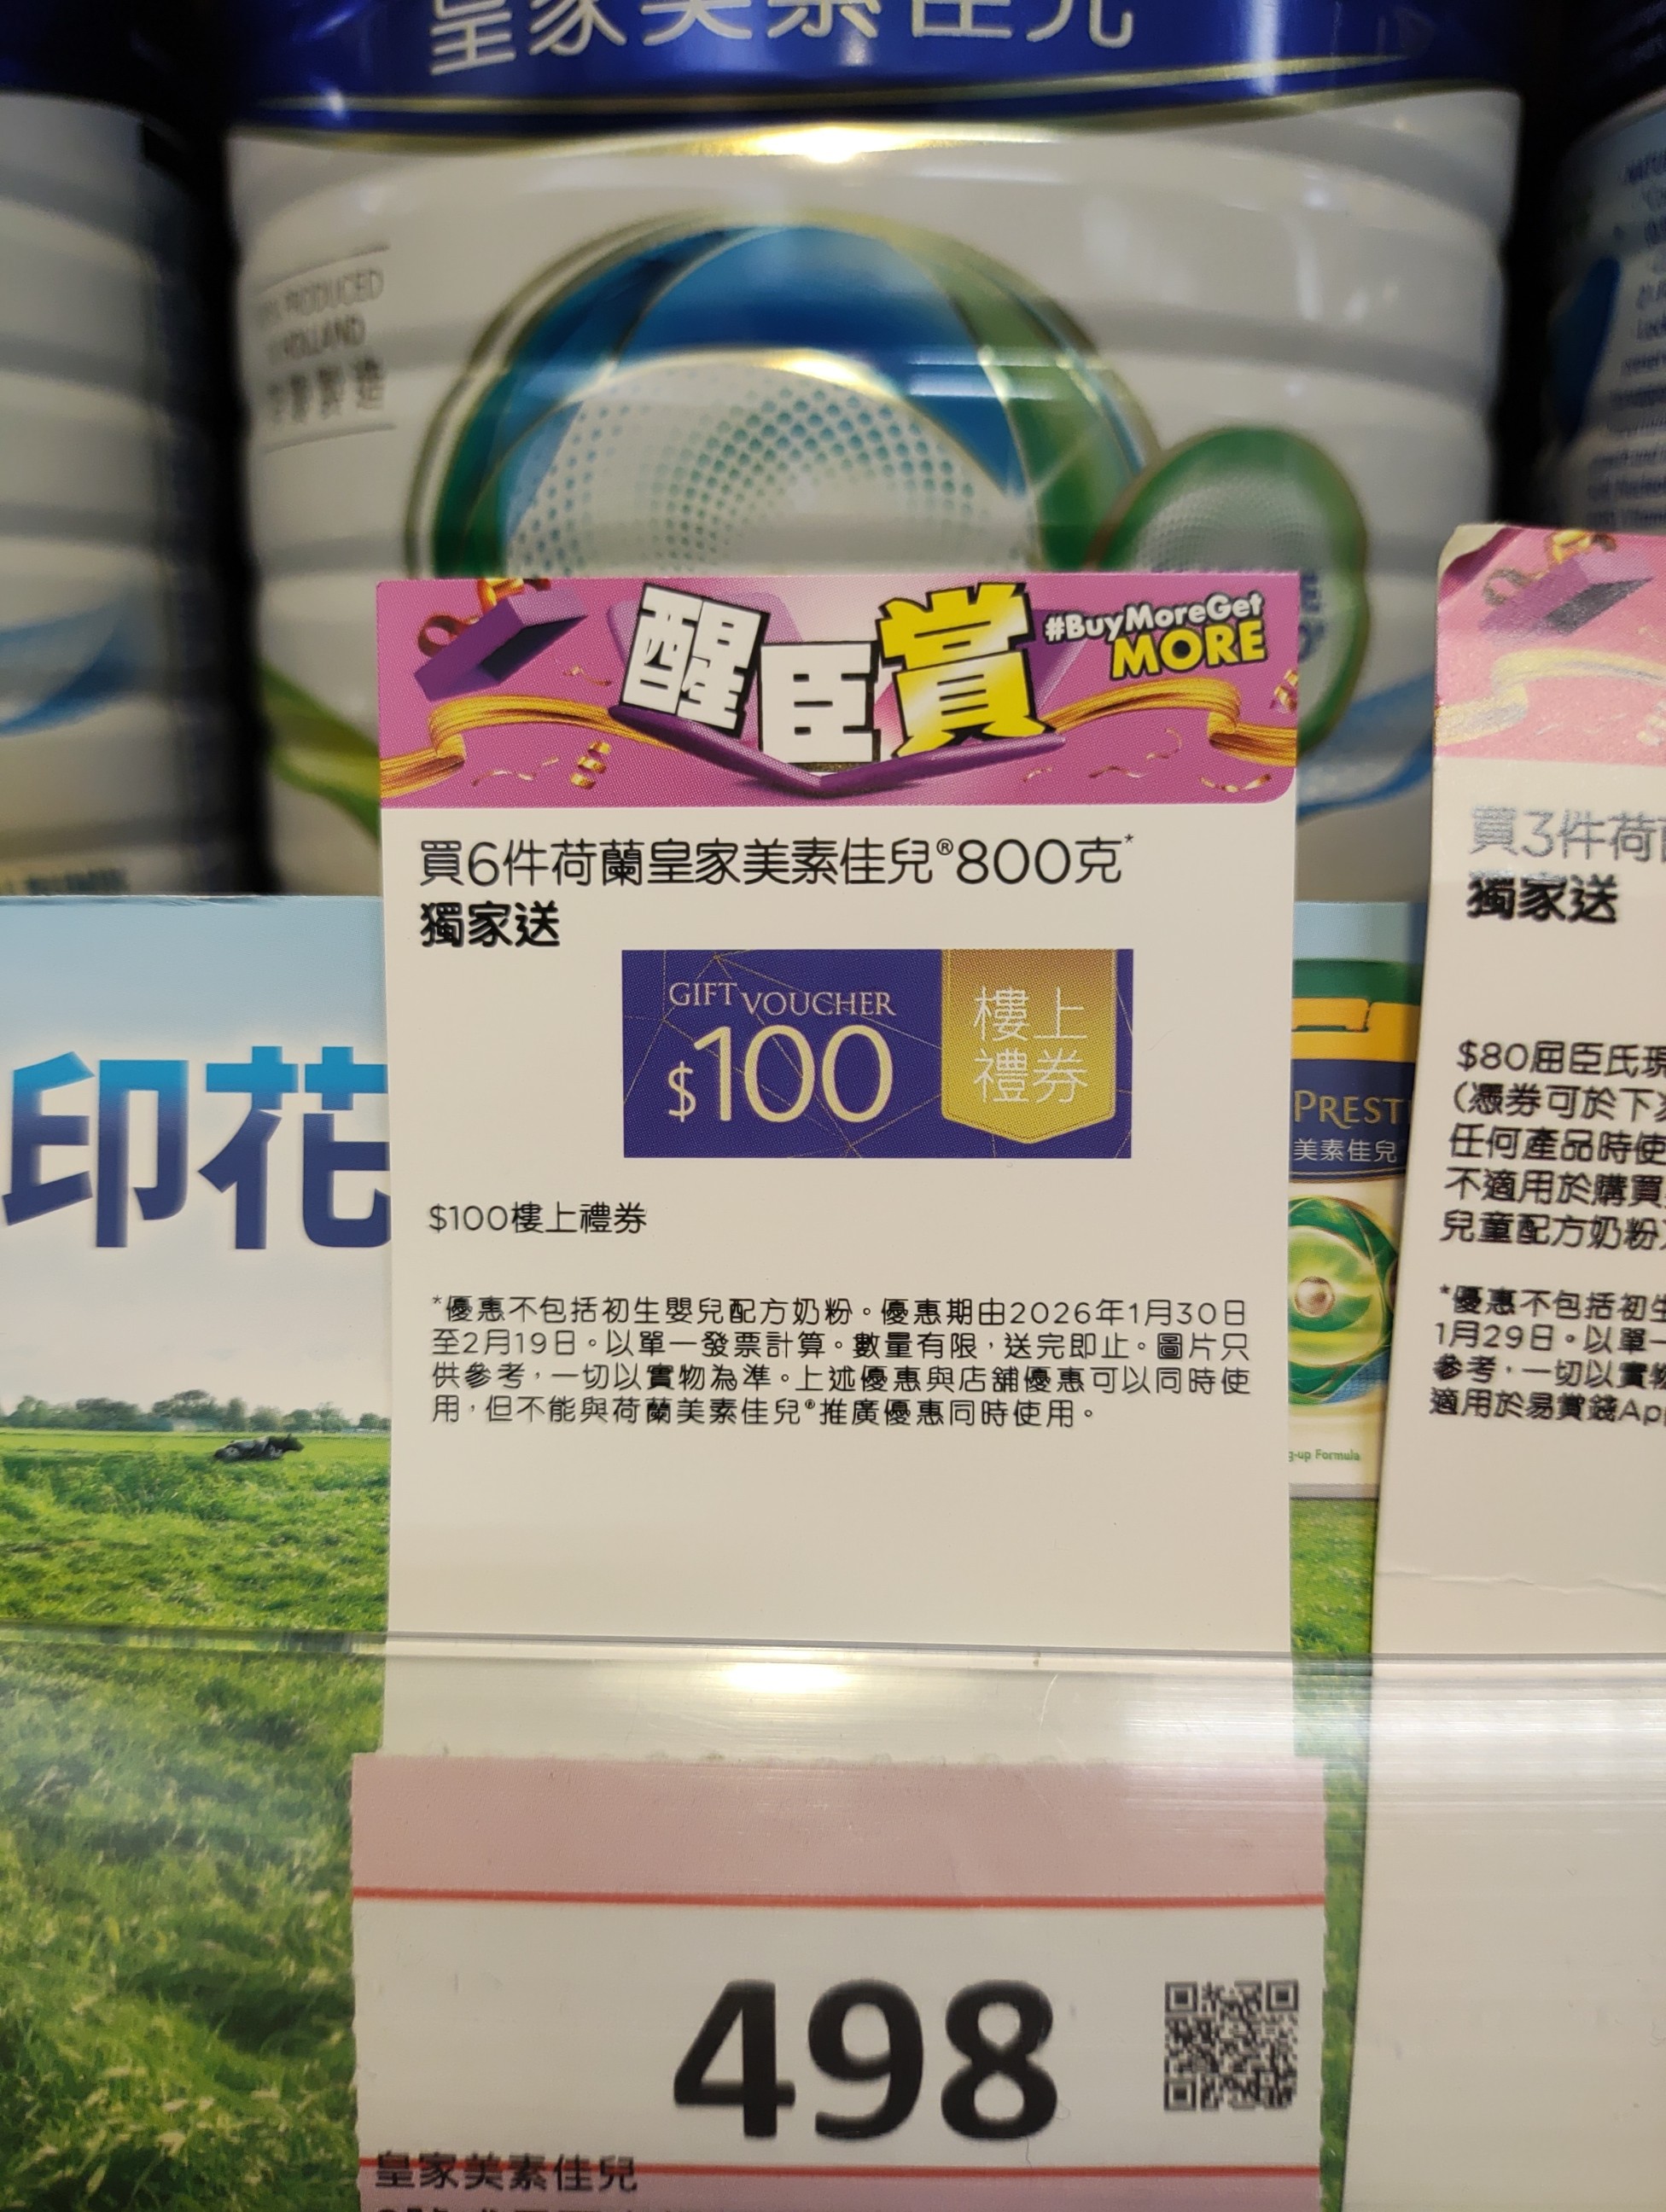 皇家美素佳兒
PRODUCED
HOLLAND
醒臣賞
#BuyMoreGet
MORE
買6件荷蘭皇家美素佳兒®800克*
獨家送
GIFT VOUCHER
$100
樓上
禮券
$100樓上禮券
*優惠不包括初生嬰兒配方奶粉。優惠期由2026年1月30日
至2月19日。以單一發票計算。數量有限，送完即止。圖片只
供參考，一切以實物為準。上述優惠與店舖優惠可以同時使
用，但不能與荷蘭美素佳兒®推廣優惠同時使用。
印花
PREST
美素佳兒
g-up Formula
買3件荷
獨家送
$80屈臣氏現
(憑券可於下
任何產品時使
不適用於購買
兒童配方奶粉
*優惠不包括初生
1月29日。以單一
參考，一切以實物
適用於易賞錢App
498
皇家美素佳兒